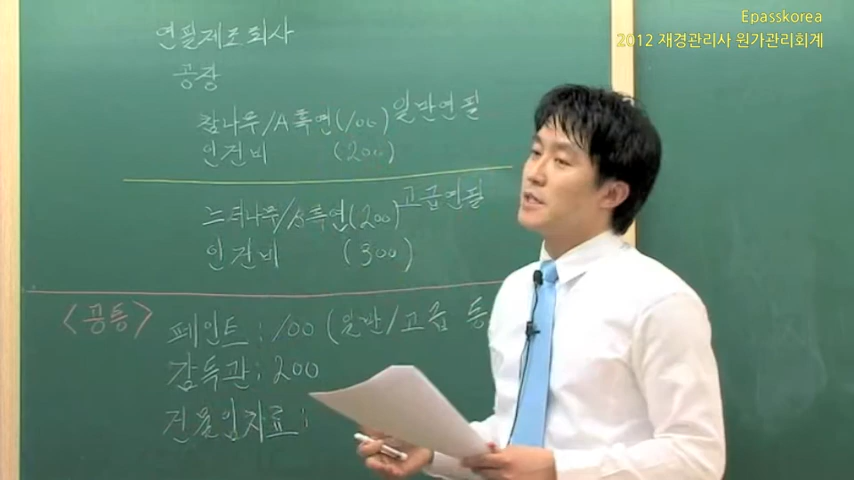 Epasskorea
2012 재경관리사 원가관리회계
연필제조회사
공장
참나무/A흑연(100) 일반연필
인건비 (200)
느티나무/B흑연(200) 고급연필
인건비 (300)
<공통> 페인트 : 100 (일반/고급 통
감독관 : 200
건물임차료 :